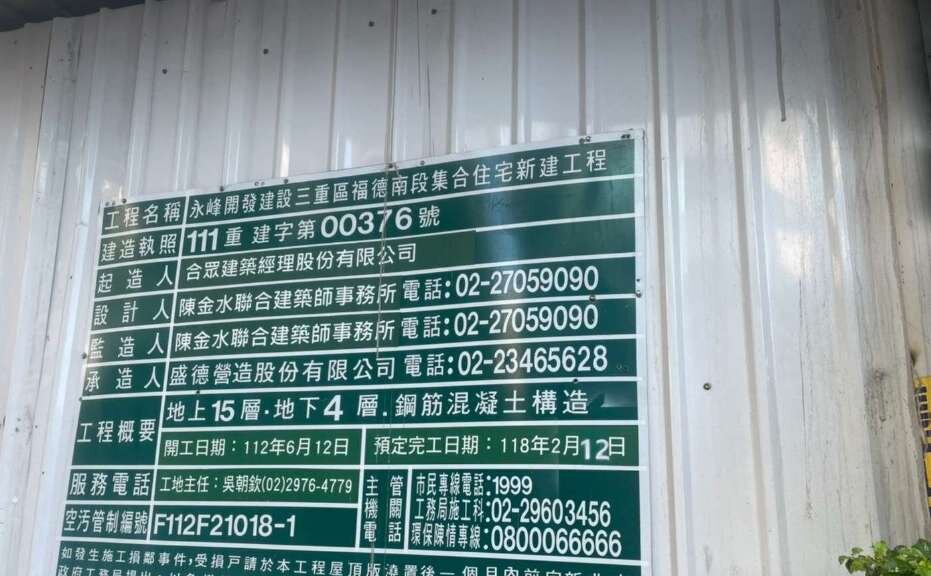 工程名稱 永峰開發建設三重區福德南段集合住宅新建工程
建造執照 111重 建字第00376號
起造人 合眾建築經理股份有限公司
設計人 陳金水聯合建築師事務所 電話:02-27059090
監造人 陳金水聯合建築師事務所 電話:02-27059090
承造人 盛德營造股份有限公司 電話:02-23465628
工程概要 地上15層.地下4層.鋼筋混凝土構造
開工日期：112年6月12日 預定完工日期：118年2月12日
服務電話 工地主任：吳朝欽(02)2976-4779
空汚管制編號 F112F21018-1
主管機關電話 市民專線電話:1999
工務局施工科:02-29603456
環保陳情專線:0800066666
如發生施工損鄰事件,受損戶請於本工程屋頂版澆置後一個月內前定新北市